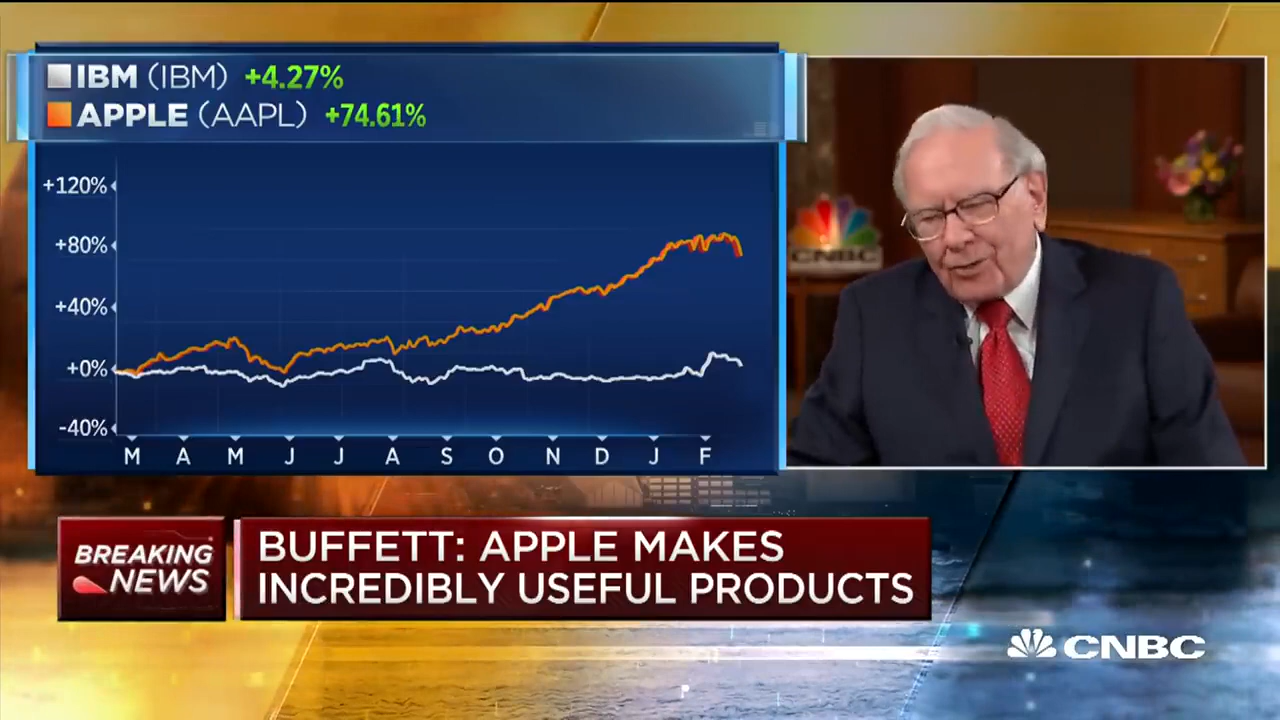 IBM (IBM) +4.27%
APPLE (AAPL) +74.61%
+120%
+80%
+40%
+0%
-40%
M A M J J A S O N D J F
CNBC
BREAKING
NEWS
BUFFETT: APPLE MAKES
INCREDIBLY USEFUL PRODUCTS
CNBC